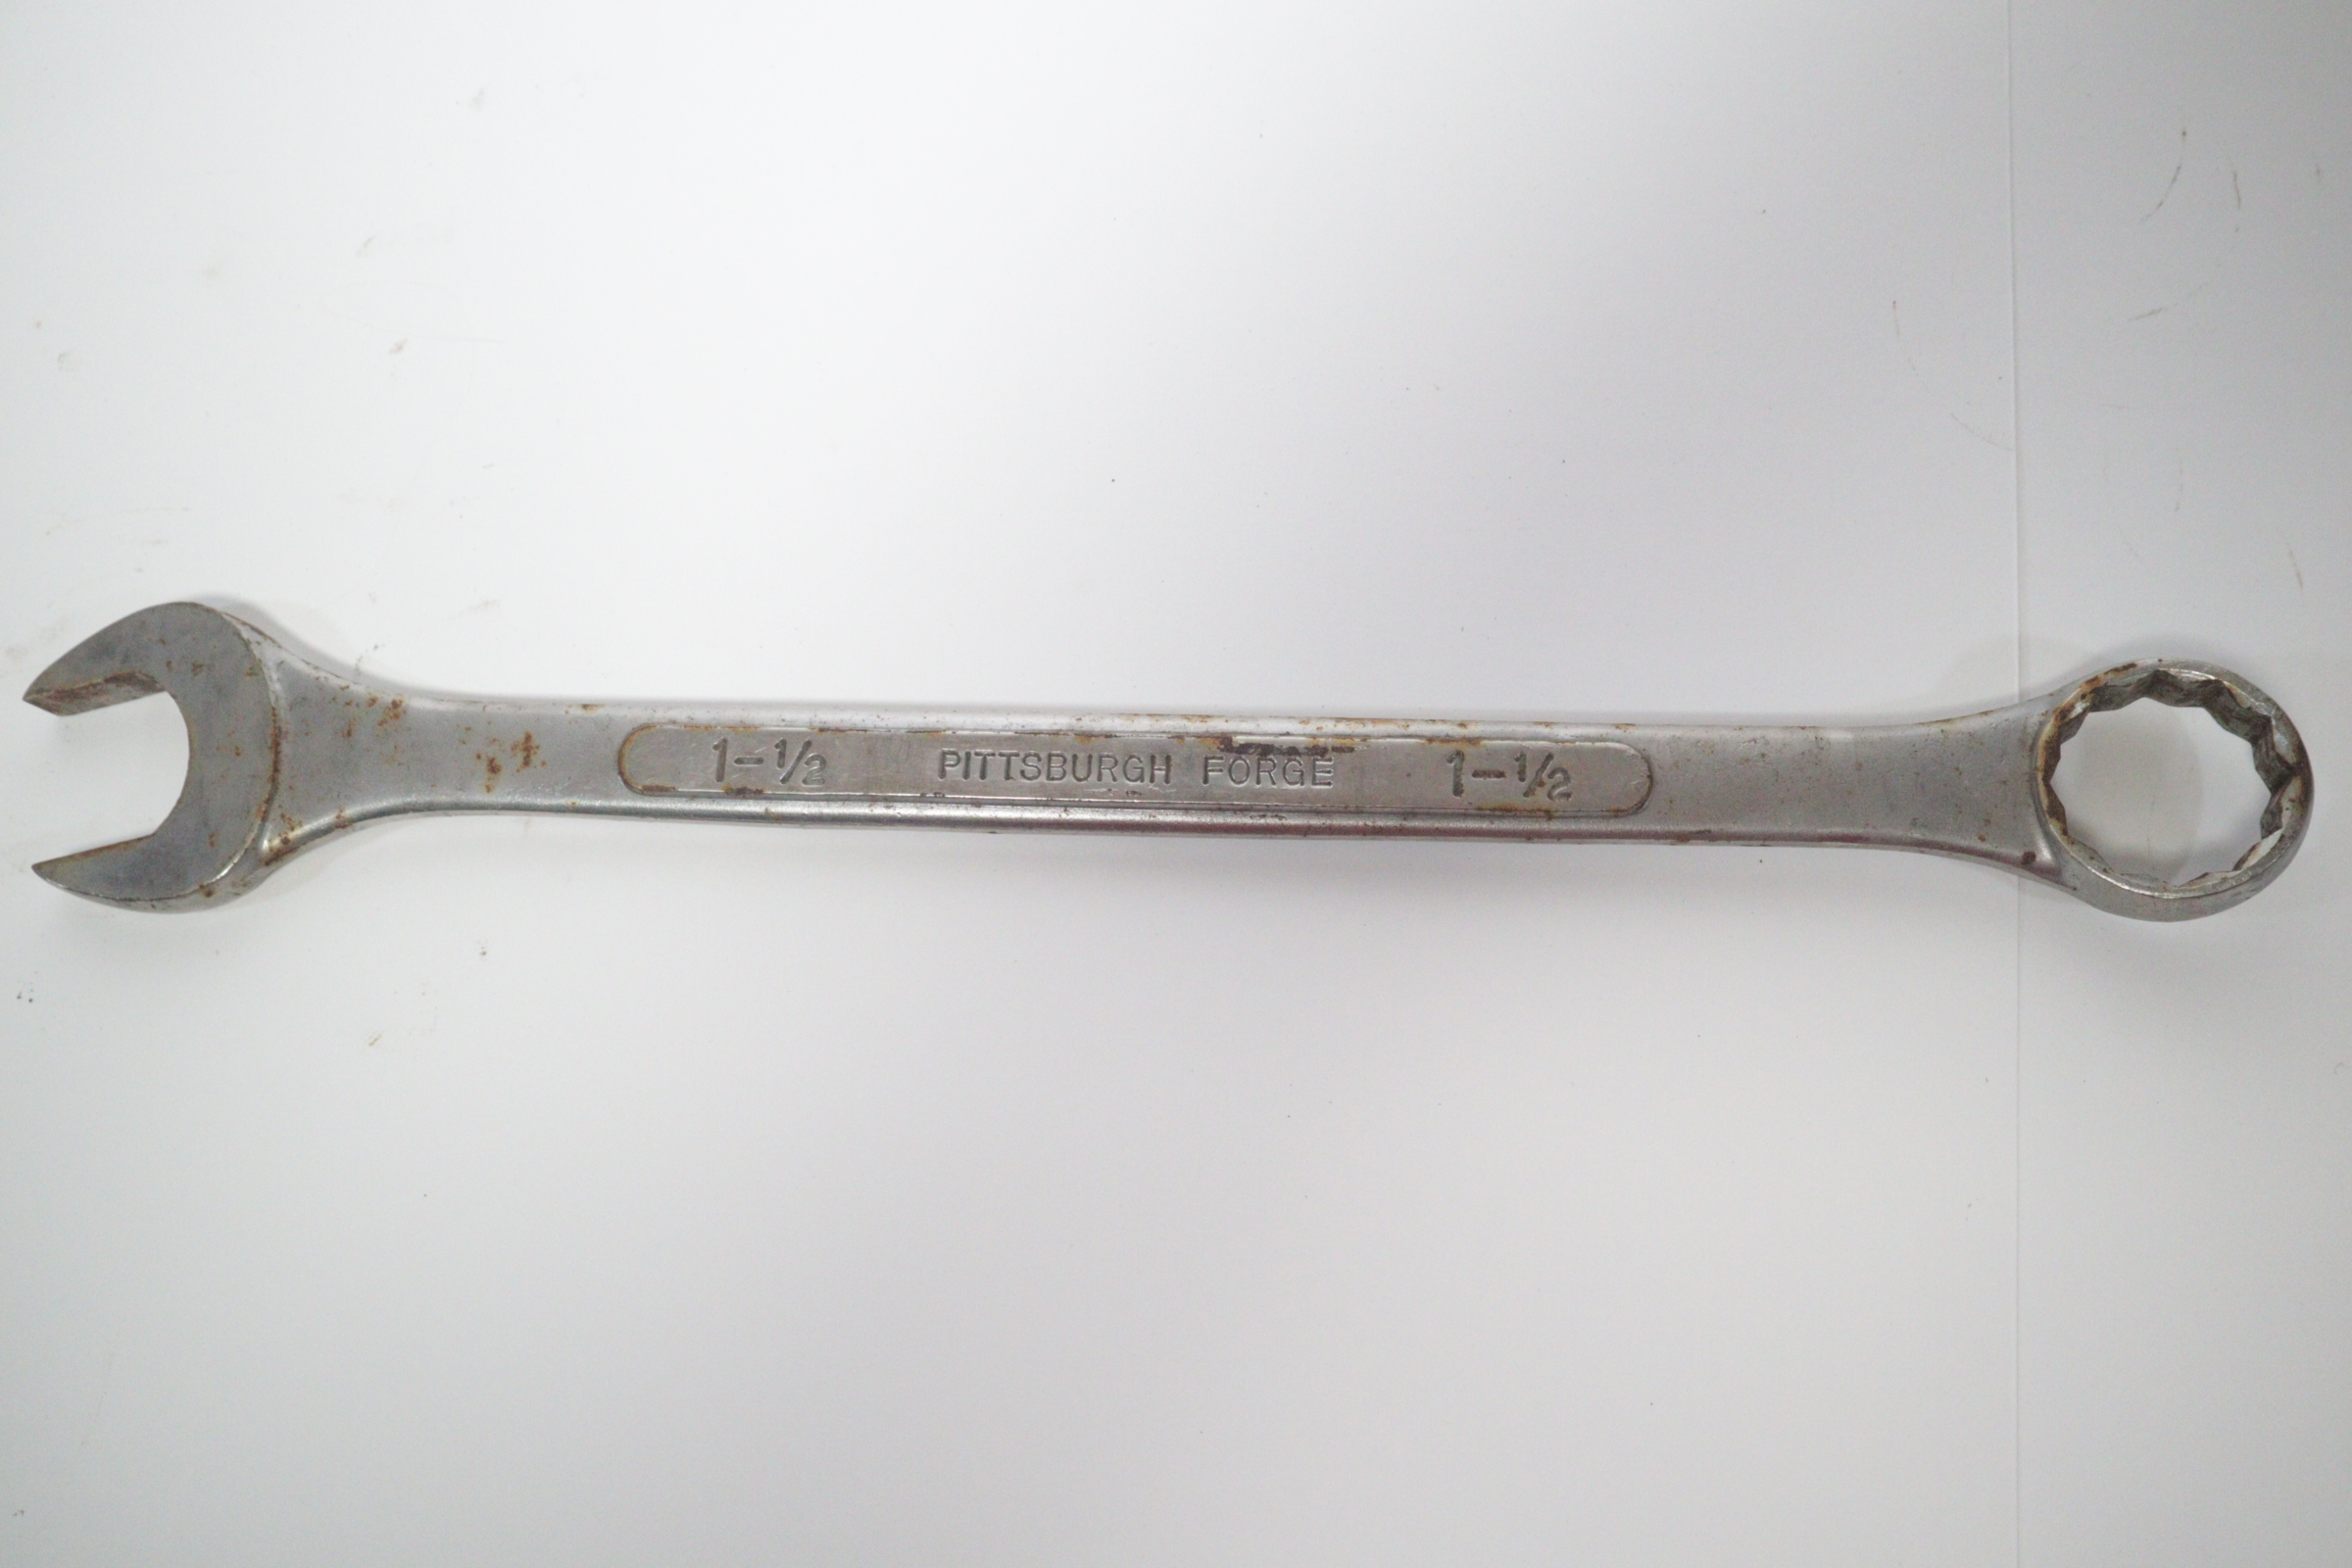 1-1/2 PITTSBURGH FORGE 1-1/2